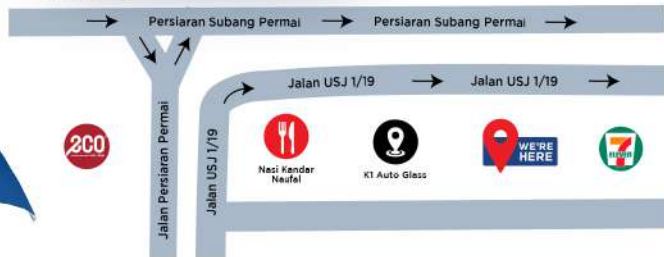 Persiaran Subang Permai
Persiaran Subang Permai
Jalan USJ 1/19
Jalan USJ 1/19
Jalan Persiaran Permai
Jalan USJ 1/19
Nasi Kandar
Naufal
K1 Auto Glass
WE'RE
HERE
7
ELEVEN